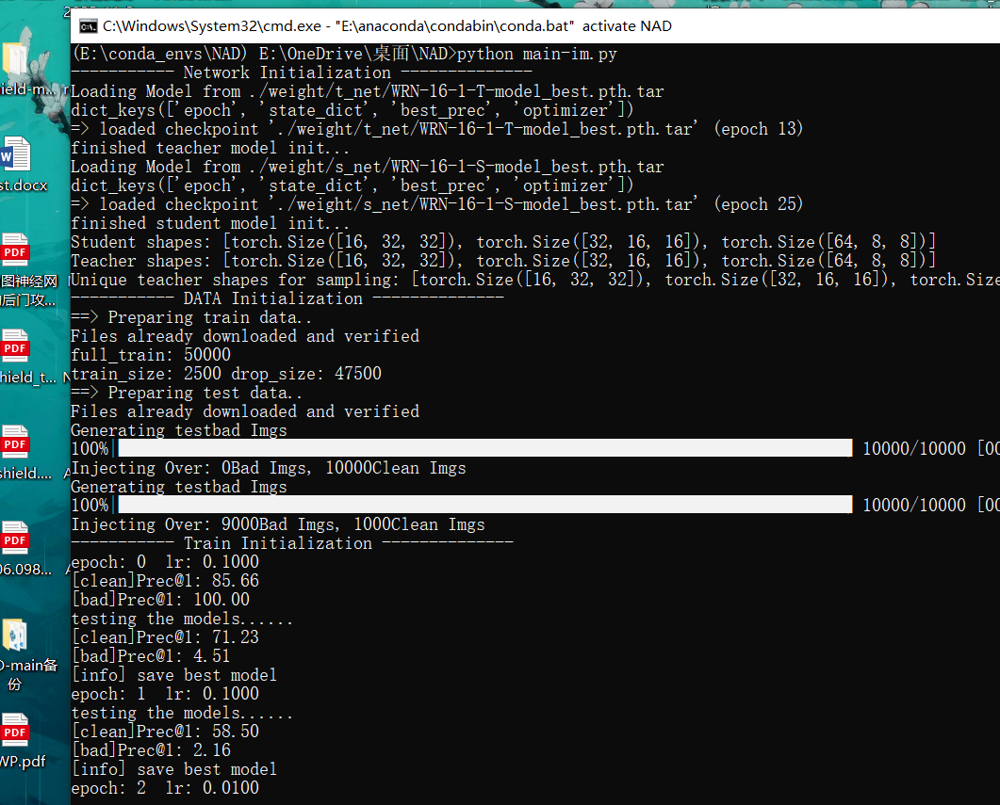 C:\Windows\System32\cmd.exe - "E:\anaconda\condabin\conda.bat" activate NAD
(E:\conda_envs\NAD) E:\OneDrive\桌面\NAD>python main-im.py
----------- Network Initialization --------------
Loading Model from ./weight/t_net/WRN-16-1-T-model_best.pth.tar
dict_keys(['epoch', 'state_dict', 'best_prec', 'optimizer'])
=> loaded checkpoint './weight/t_net/WRN-16-1-T-model_best.pth.tar' (epoch 13)
finished teacher model init...
Loading Model from ./weight/s_net/WRN-16-1-S-model_best.pth.tar
dict_keys(['epoch', 'state_dict', 'best_prec', 'optimizer'])
=> loaded checkpoint './weight/s_net/WRN-16-1-S-model_best.pth.tar' (epoch 25)
finished student model init...
Student shapes: [torch.Size([16, 32, 32]), torch.Size([32, 16, 16]), torch.Size([64, 8, 8])]
Teacher shapes: [torch.Size([16, 32, 32]), torch.Size([32, 16, 16]), torch.Size([64, 8, 8])]
Unique teacher shapes for sampling: [torch.Size([16, 32, 32]), torch.Size([32, 16, 16]), torch.Size
----------- DATA Initialization --------------
==> Preparing train data..
Files already downloaded and verified
full_train: 50000
train_size: 2500 drop_size: 47500
==> Preparing test data..
Files already downloaded and verified
Generating testbad Imgs
100%| 10000/10000 [00
Injecting Over: 0Bad Imgs, 10000Clean Imgs
Generating testbad Imgs
100%| 10000/10000 [00
Injecting Over: 9000Bad Imgs, 1000Clean Imgs
----------- Train Initialization --------------
epoch: 0  lr: 0.1000
[clean]Prec@1: 85.66
[bad]Prec@1: 100.00
testing the models......
[clean]Prec@1: 71.23
[bad]Prec@1: 4.51
[info] save best model
epoch: 1  lr: 0.1000
testing the models......
[clean]Prec@1: 58.50
[bad]Prec@1: 2.16
[info] save best model
epoch: 2  lr: 0.0100
ield-m...
st.docx
PDF
图神经网
后门攻...
PDF
hield_t...
PDF
shield....
PDF
06.098...
D-main备
份
PDF
WP.pdf